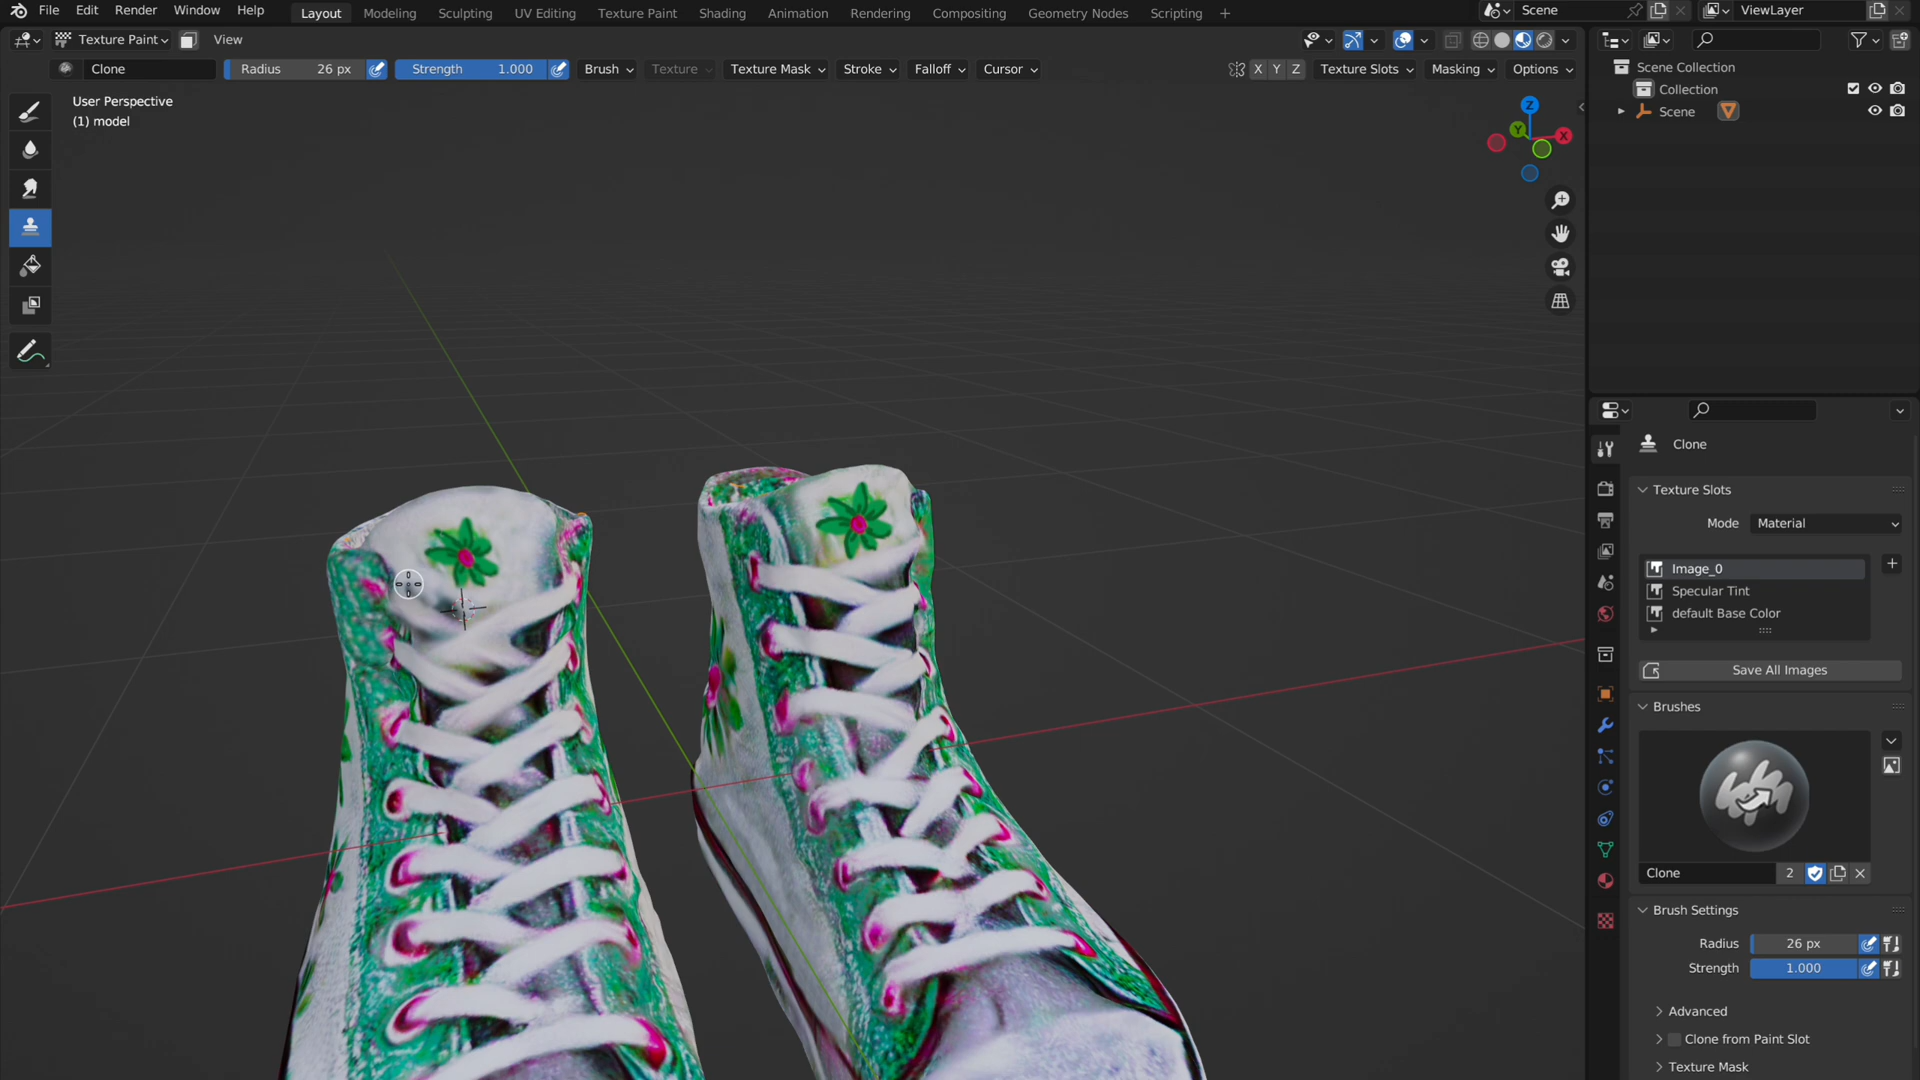 File Edit Render Window Help Layout Modeling Sculpting UV Editing Texture Paint Shading Animation Rendering Compositing Geometry Nodes Scripting + Scene ViewLayer
Texture Paint View
Clone Radius 26 px Strength 1.000 Brush Texture Texture Mask Stroke Falloff Cursor X Y Z Texture Slots Masking Options
User Perspective
(1) model
Z
Y
X
Scene Collection
Collection
Scene
Clone
Texture Slots
Mode Material
Image_0
Specular Tint
default Base Color
Save All Images
Brushes
Clone 2
Brush Settings
Radius 26 px
Strength 1.000
Advanced
Clone from Paint Slot
Texture Mask